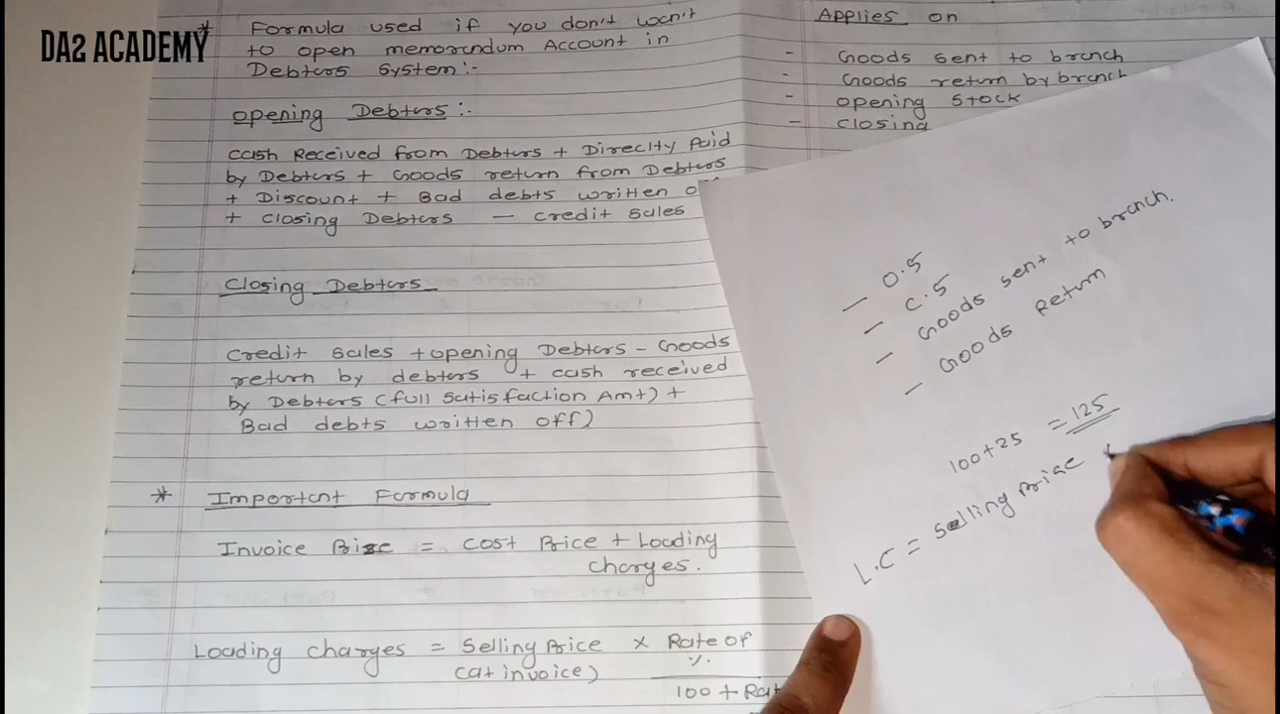 DA2 ACADEMY
* Formula used if you don't wan't
to open memorandum Account in
Debtors System:-
opening Debtors:-
cash Received from Debtors + Direclty Paid
by Debtors + Goods return from Debtors
+ Discount + Bad debts written
+ closing Debtors — credit sales
Closing Debtors
Credit sales + opening Debtors - Goods
return by debtors + cash received
by Debtors (full satisfaction Amt) +
Bad debts written off)
* Important Formula
Invoice Price = cost Price + Loading
charges.
Loading charges = Selling Price × Rate of
(at invoice) %.
100 + Rat
Applies on
- Goods sent to branch
- Goods return by branch
- opening stock
- closing
— O.S
— C.S
— Goods sent to branch.
— Goods Return
100+25 = 125
L.C = Selling Price